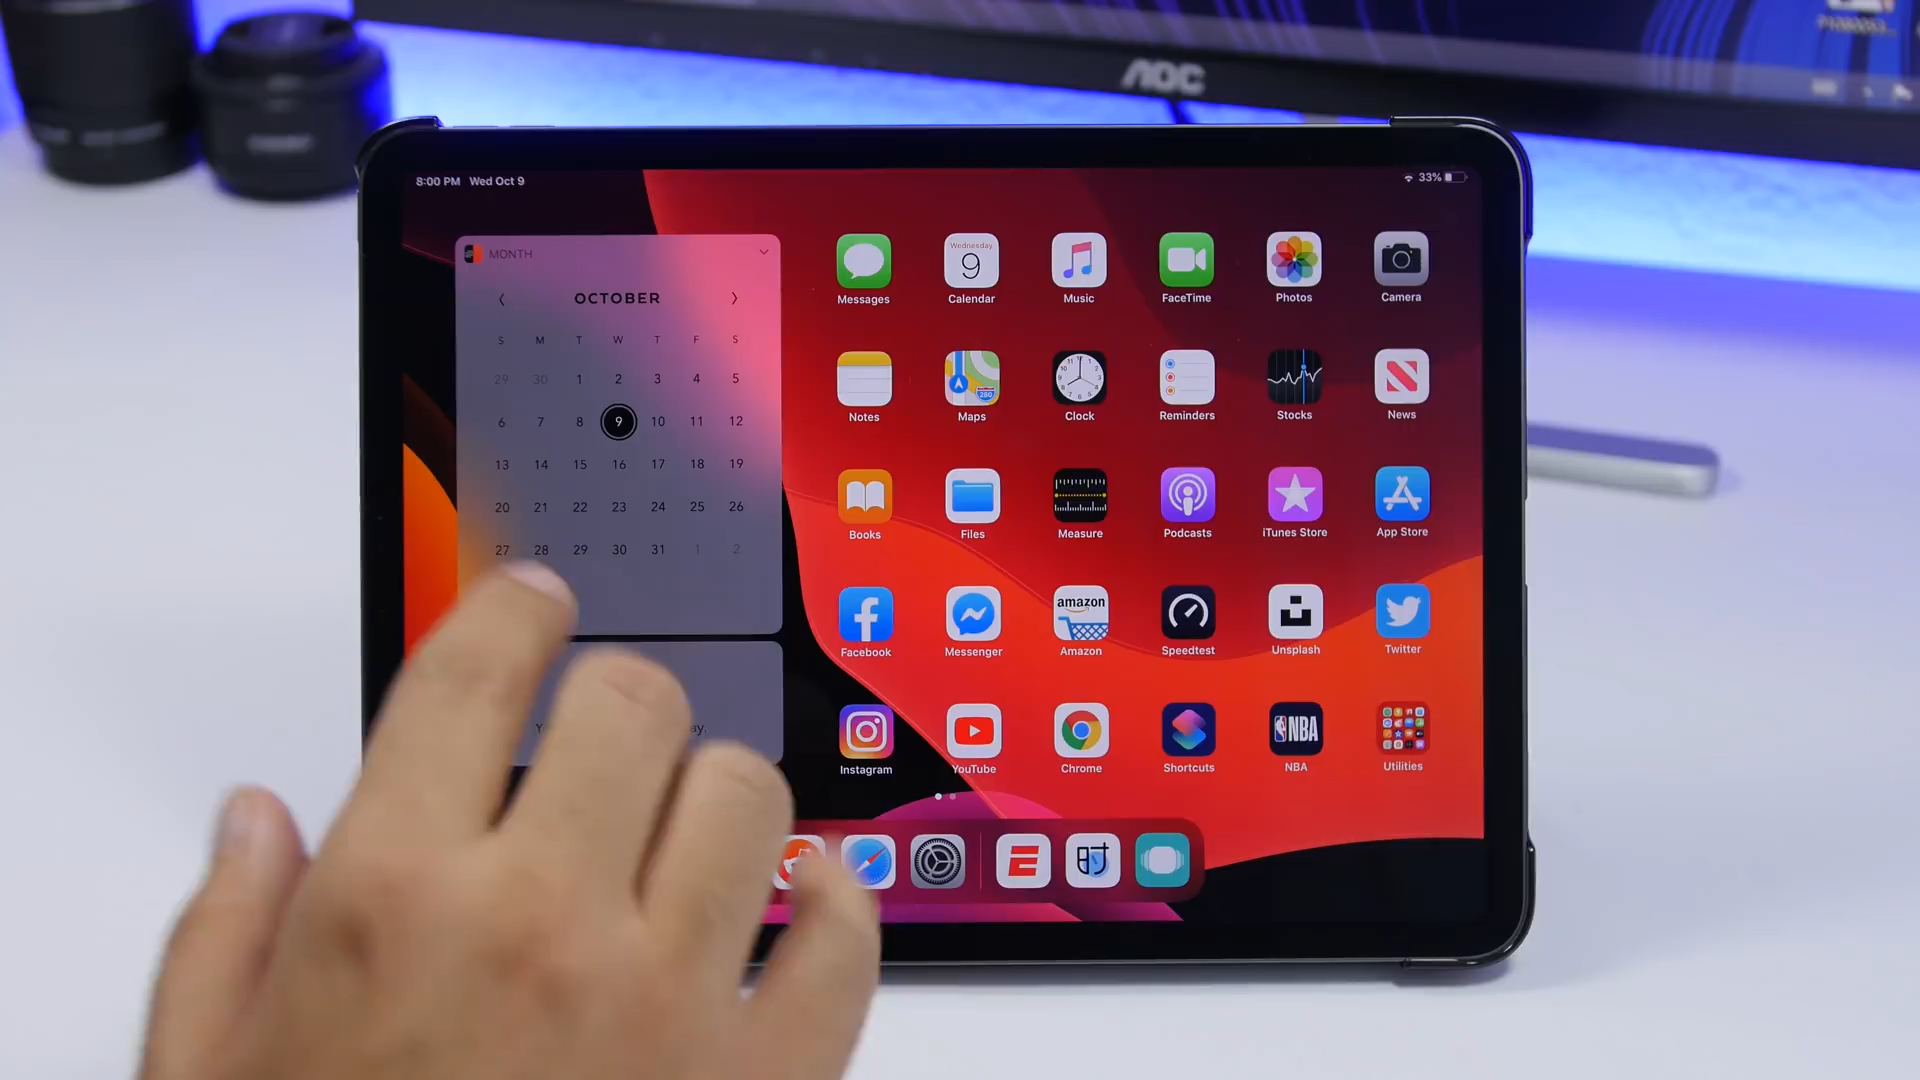 AOC
8:00 PM Wed Oct 9
33%
MONTH
OCTOBER
S M T W T F S
29 30 1 2 3 4 5
6 7 8 9 10 11 12
13 14 15 16 17 18 19
20 21 22 23 24 25 26
27 28 29 30 31 1 2
Wednesday
9
Messages Calendar Music FaceTime Photos Camera
280
Notes Maps Clock Reminders Stocks News
Books Files Measure Podcasts iTunes Store App Store
amazon
Facebook Messenger Amazon Speedtest Unsplash Twitter
NBA
Instagram YouTube Chrome Shortcuts NBA Utilities